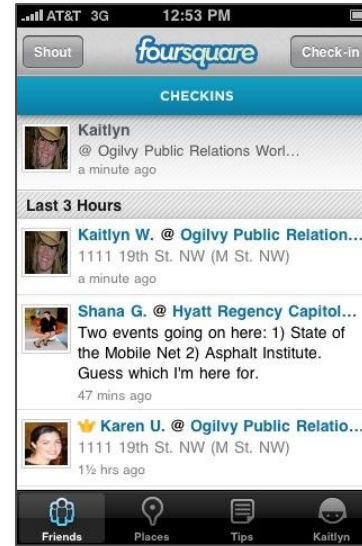 AT&T 3G 12:53 PM
Shout foursquare Check-in
CHECKINS
Kaitlyn
@ Ogilvy Public Relations Worl...
a minute ago
Last 3 Hours
Kaitlyn W. @ Ogilvy Public Relation...
1111 19th St. NW (M St. NW)
a minute ago
Shana G. @ Hyatt Regency Capitol...
Two events going on here: 1) State of
the Mobile Net 2) Asphalt Institute.
Guess which I'm here for.
47 mins ago
Karen U. @ Ogilvy Public Relatio...
1111 19th St. NW (M St. NW)
1½ hrs ago
Friends Places Tips Kaitlyn